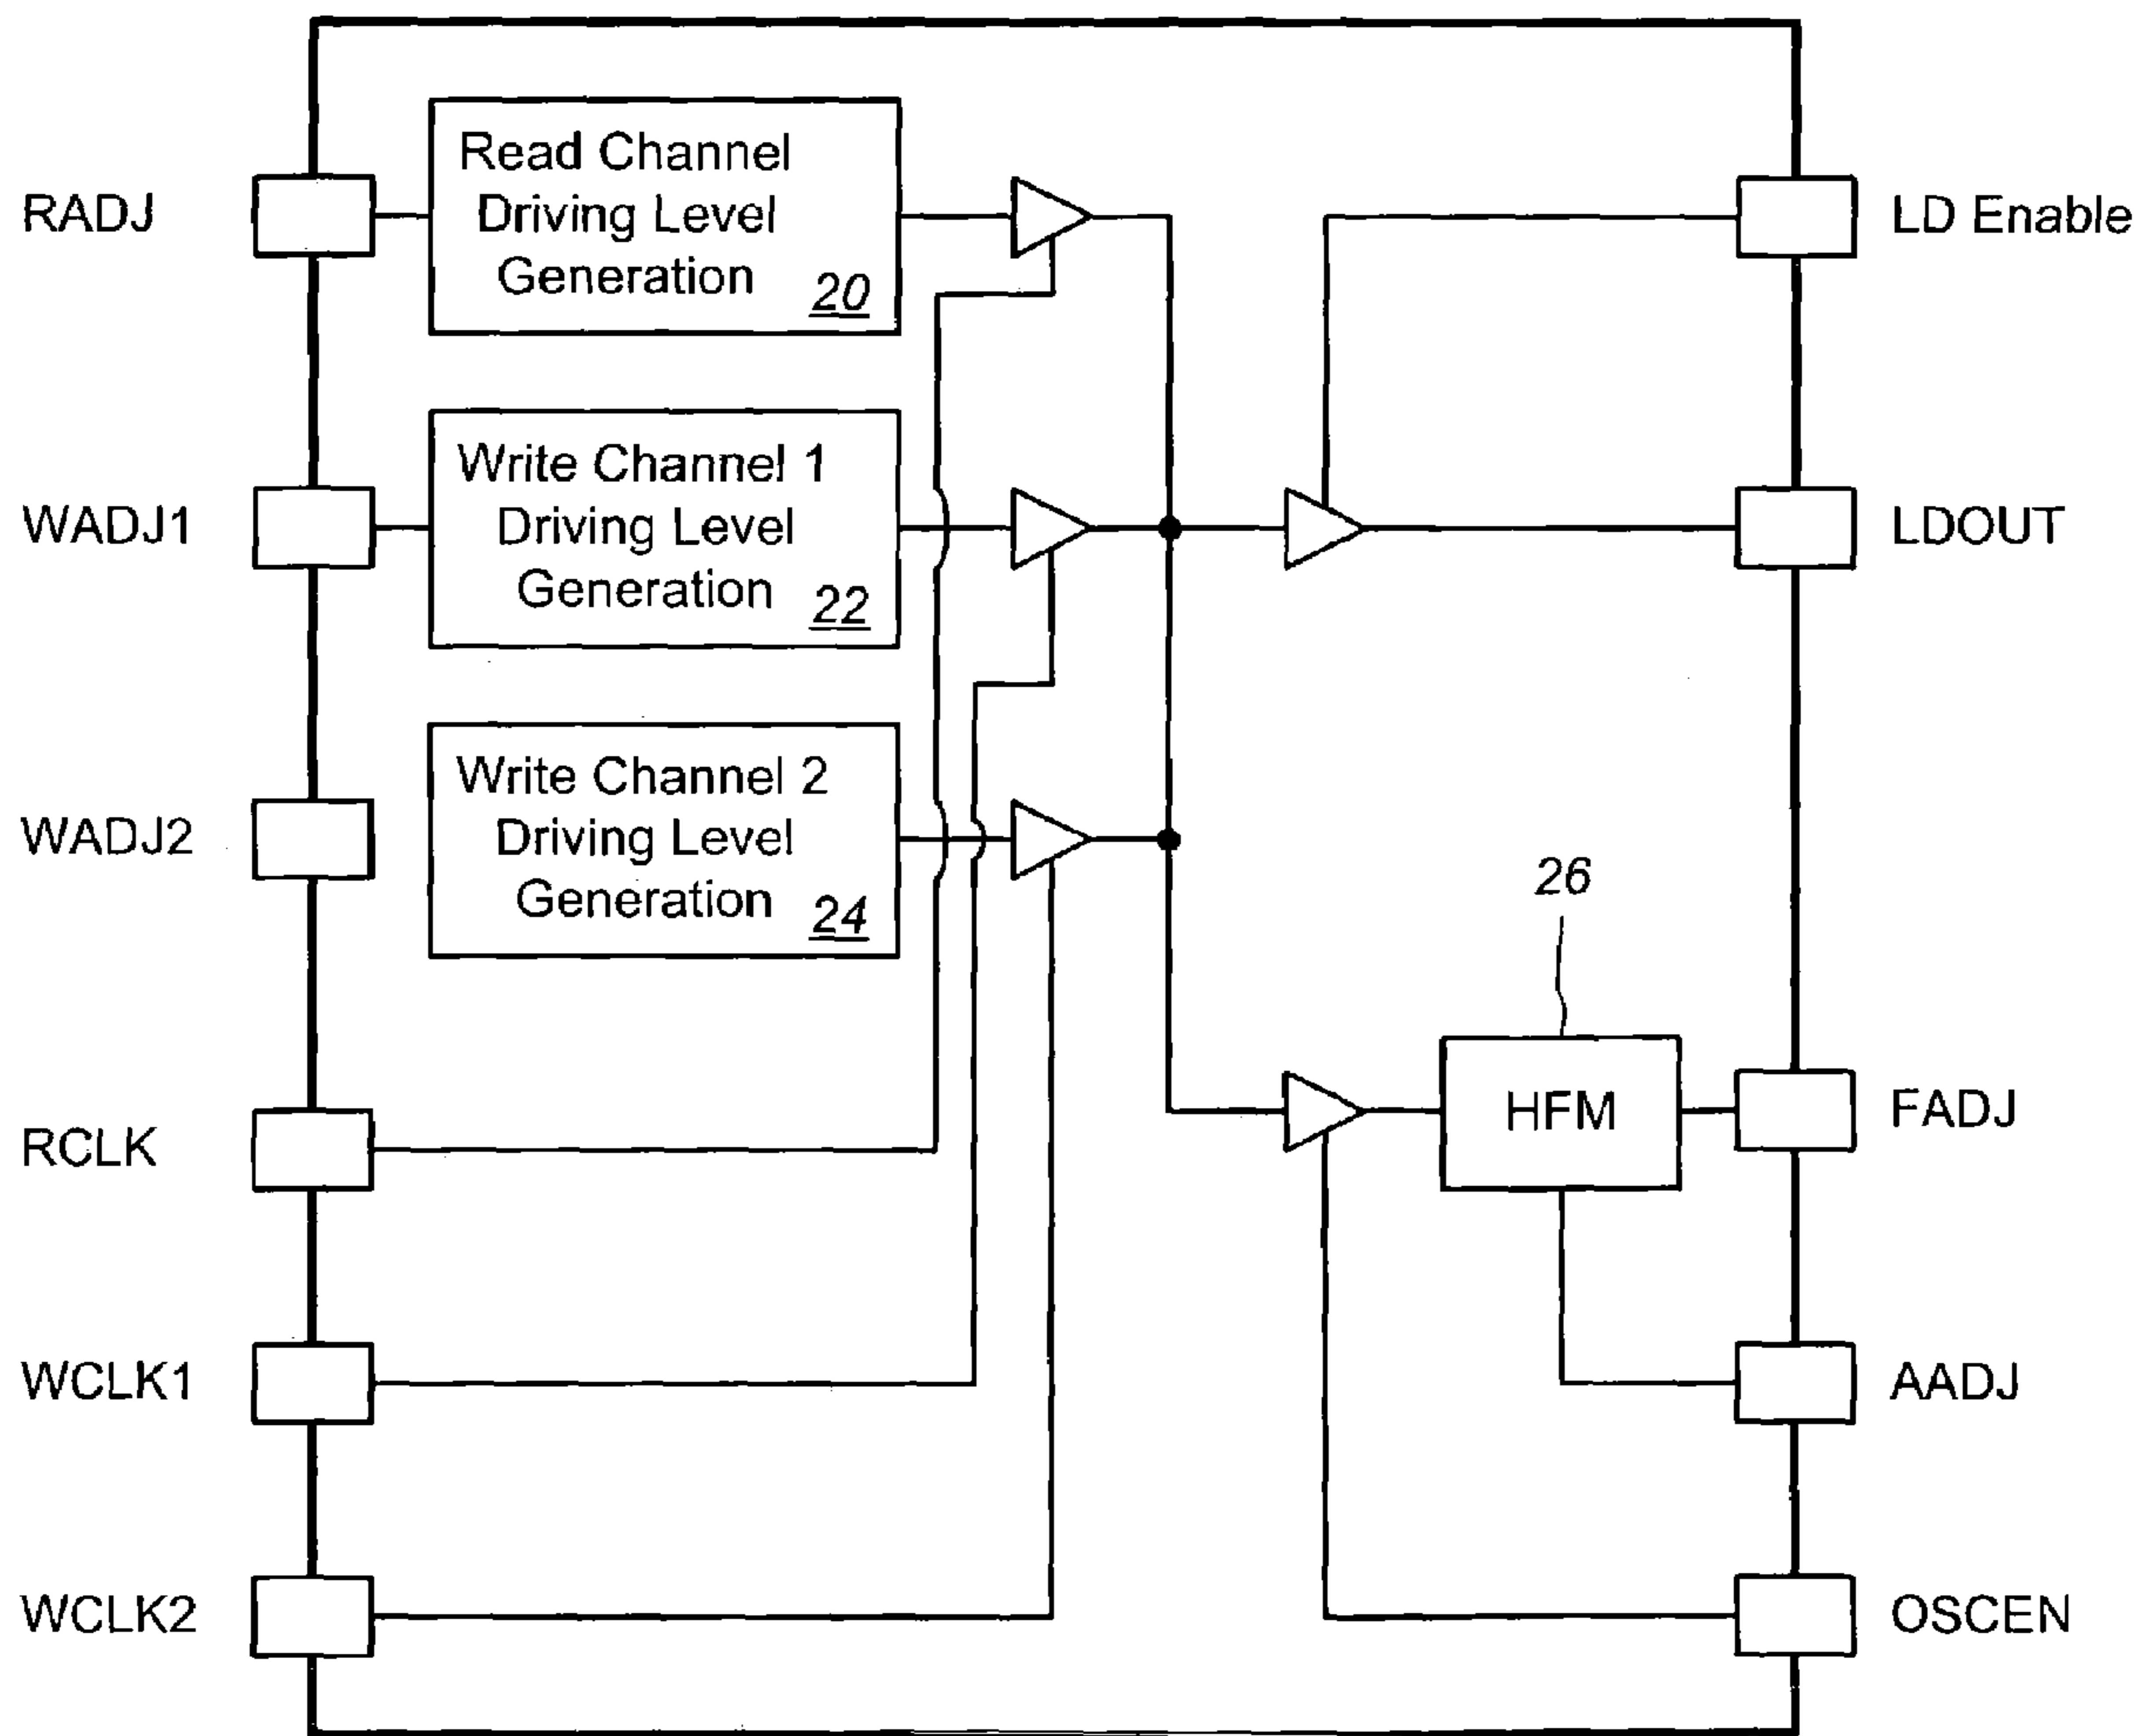 RADJ
Read Channel
Driving Level
Generation 20
LD Enable
WADJ1
Write Channel 1
Driving Level
Generation 22
LDOUT
WADJ2
Write Channel 2
Driving Level
Generation 24
26
RCLK
HFM
FADJ
WCLK1
AADJ
WCLK2
OSCEN